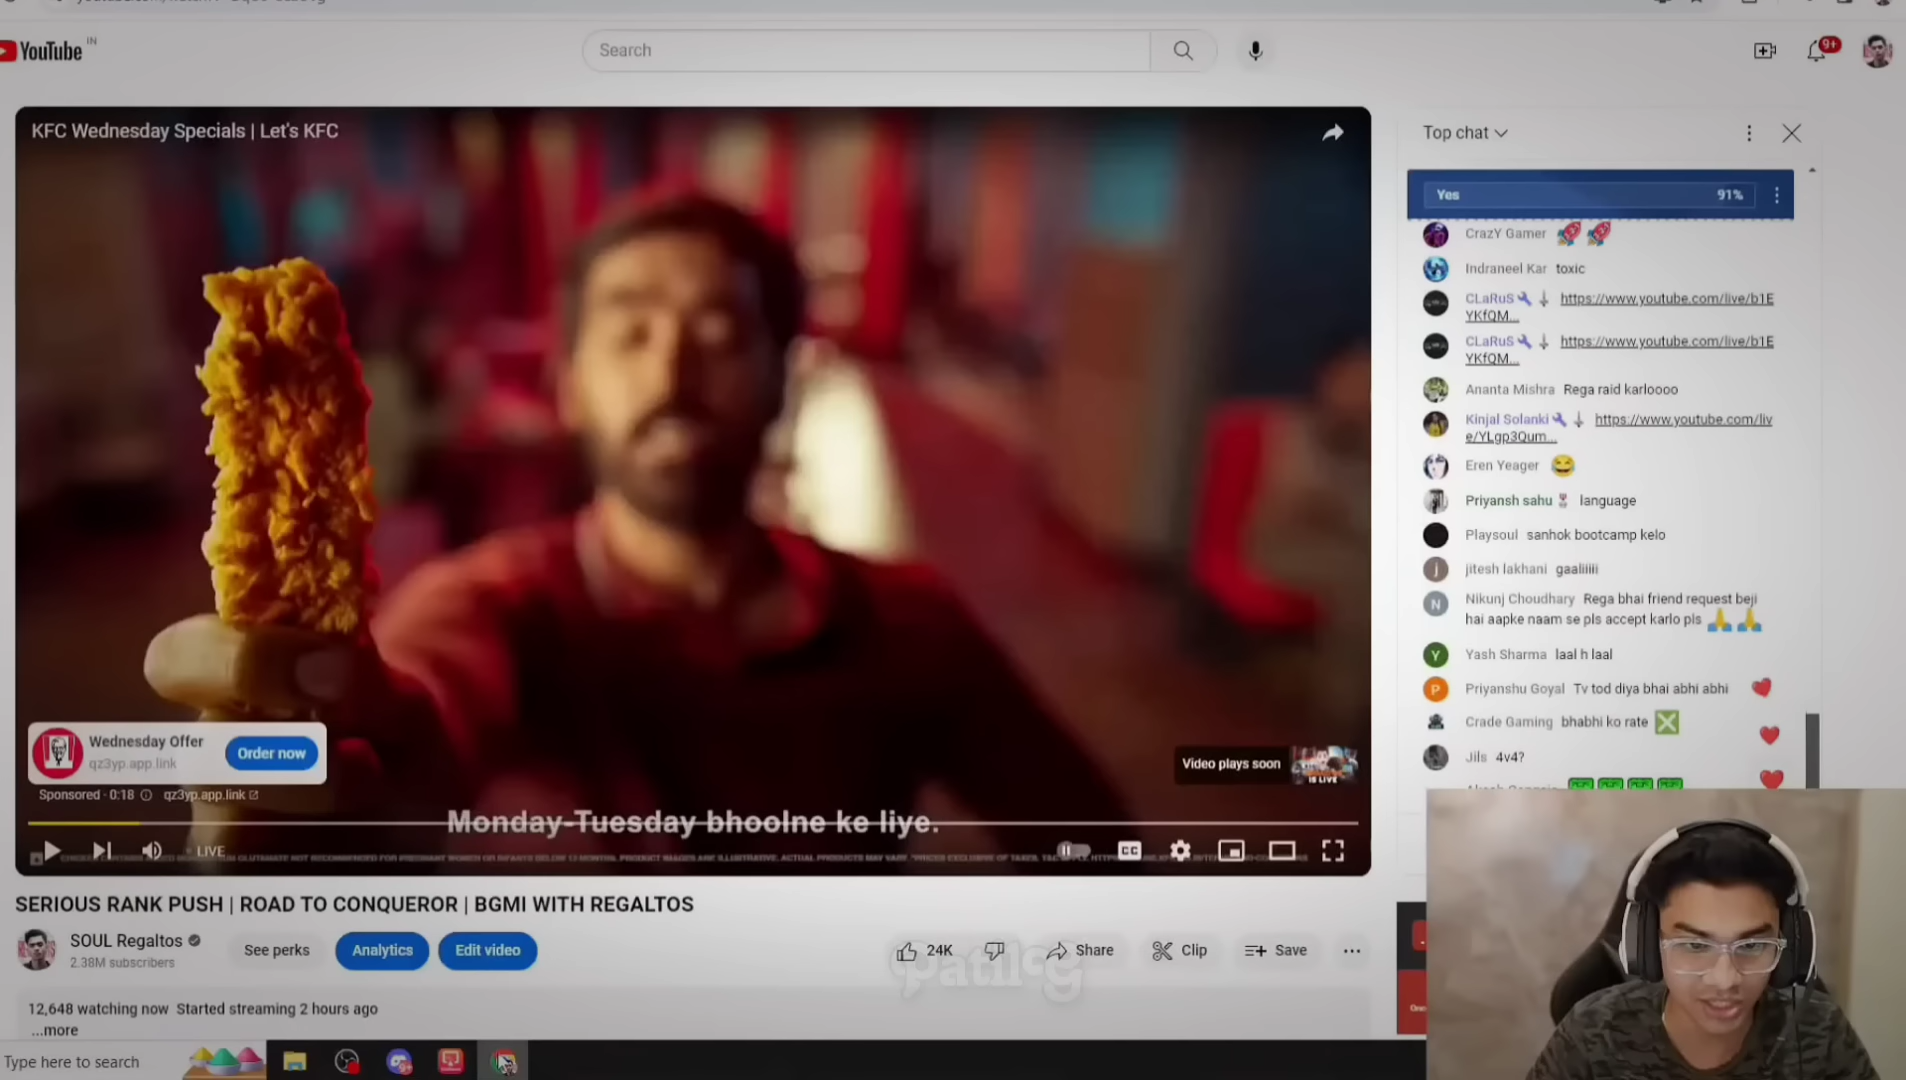 YouTube IN
Search
9+
KFC Wednesday Specials | Let's KFC
Wednesday Offer
qz3yp.app.link
Order now
Sponsored · 0:18
qz3yp.app.link
Video plays soon
IS LIVE
Monday-Tuesday bhoolne ke liye.
LIVE
CC
SERIOUS RANK PUSH | ROAD TO CONQUEROR | BGMI WITH REGALTOS
SOUL Regaltos
2.38M subscribers
See perks
Analytics
Edit video
24K
Share
Clip
Save
12,648 watching now Started streaming 2 hours ago
...more
Top chat
Yes 91%
CrazY Gamer
Indraneel Kar toxic
CLaRuS https://www.youtube.com/live/b1E
YKfQM...
CLaRuS https://www.youtube.com/live/b1E
YKfQM...
Ananta Mishra Rega raid karloooo
Kinjal Solanki https://www.youtube.com/liv
e/YLgp3Qum...
Eren Yeager 😂
Priyansh sahu language
Playsoul sanhok bootcamp kelo
j jitesh lakhani gaaliiiii
N Nikunj Choudhary Rega bhai friend request beji
hai aapke naam se pls accept karlo pls 🙏 🙏
Y Yash Sharma laal h laal
P Priyanshu Goyal Tv tod diya bhai abhi abhi
Crade Gaming bhabhi ko rate ❎
Jils 4v4?
Type here to search